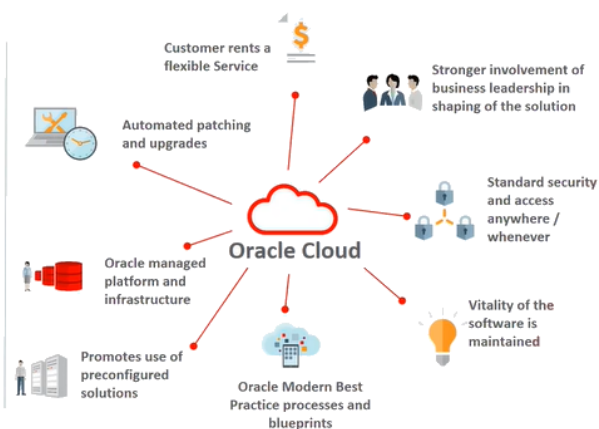 Customer rents a
flexible Service
$
Stronger involvement of
business leadership in
shaping of the solution
Automated patching
and upgrades
Standard security
and access
anywhere /
whenever
Oracle Cloud
Oracle managed
platform and
infrastructure
Vitality of the
software is
maintained
Promotes use of
preconfigured
solutions
Oracle Modern Best
Practice processes and
blueprints